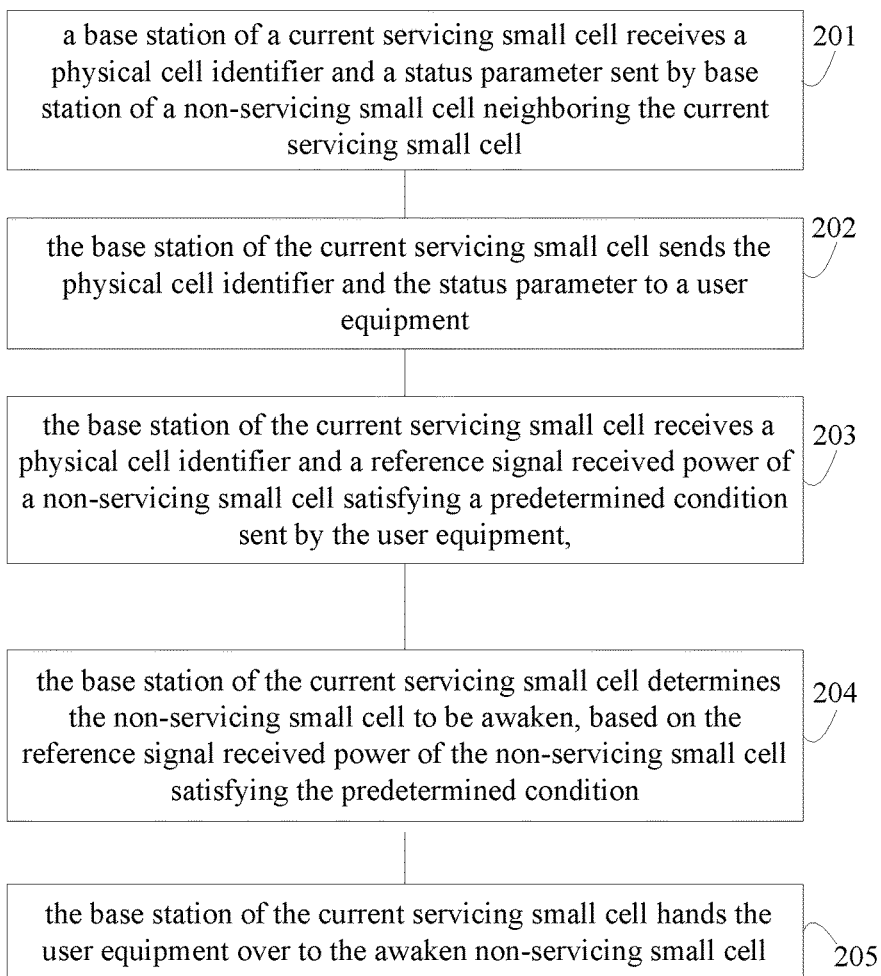 a base station of a current servicing small cell receives a
physical cell identifier and a status parameter sent by base
station of a non-servicing small cell neighboring the current
servicing small cell
201
the base station of the current servicing small cell sends the
physical cell identifier and the status parameter to a user
equipment
202
the base station of the current servicing small cell receives a
physical cell identifier and a reference signal received power of
a non-servicing small cell satisfying a predetermined condition
sent by the user equipment,
203
the base station of the current servicing small cell determines
the non-servicing small cell to be awaken, based on the
reference signal received power of the non-servicing small cell
satisfying the predetermined condition
204
the base station of the current servicing small cell hands the
user equipment over to the awaken non-servicing small cell
205